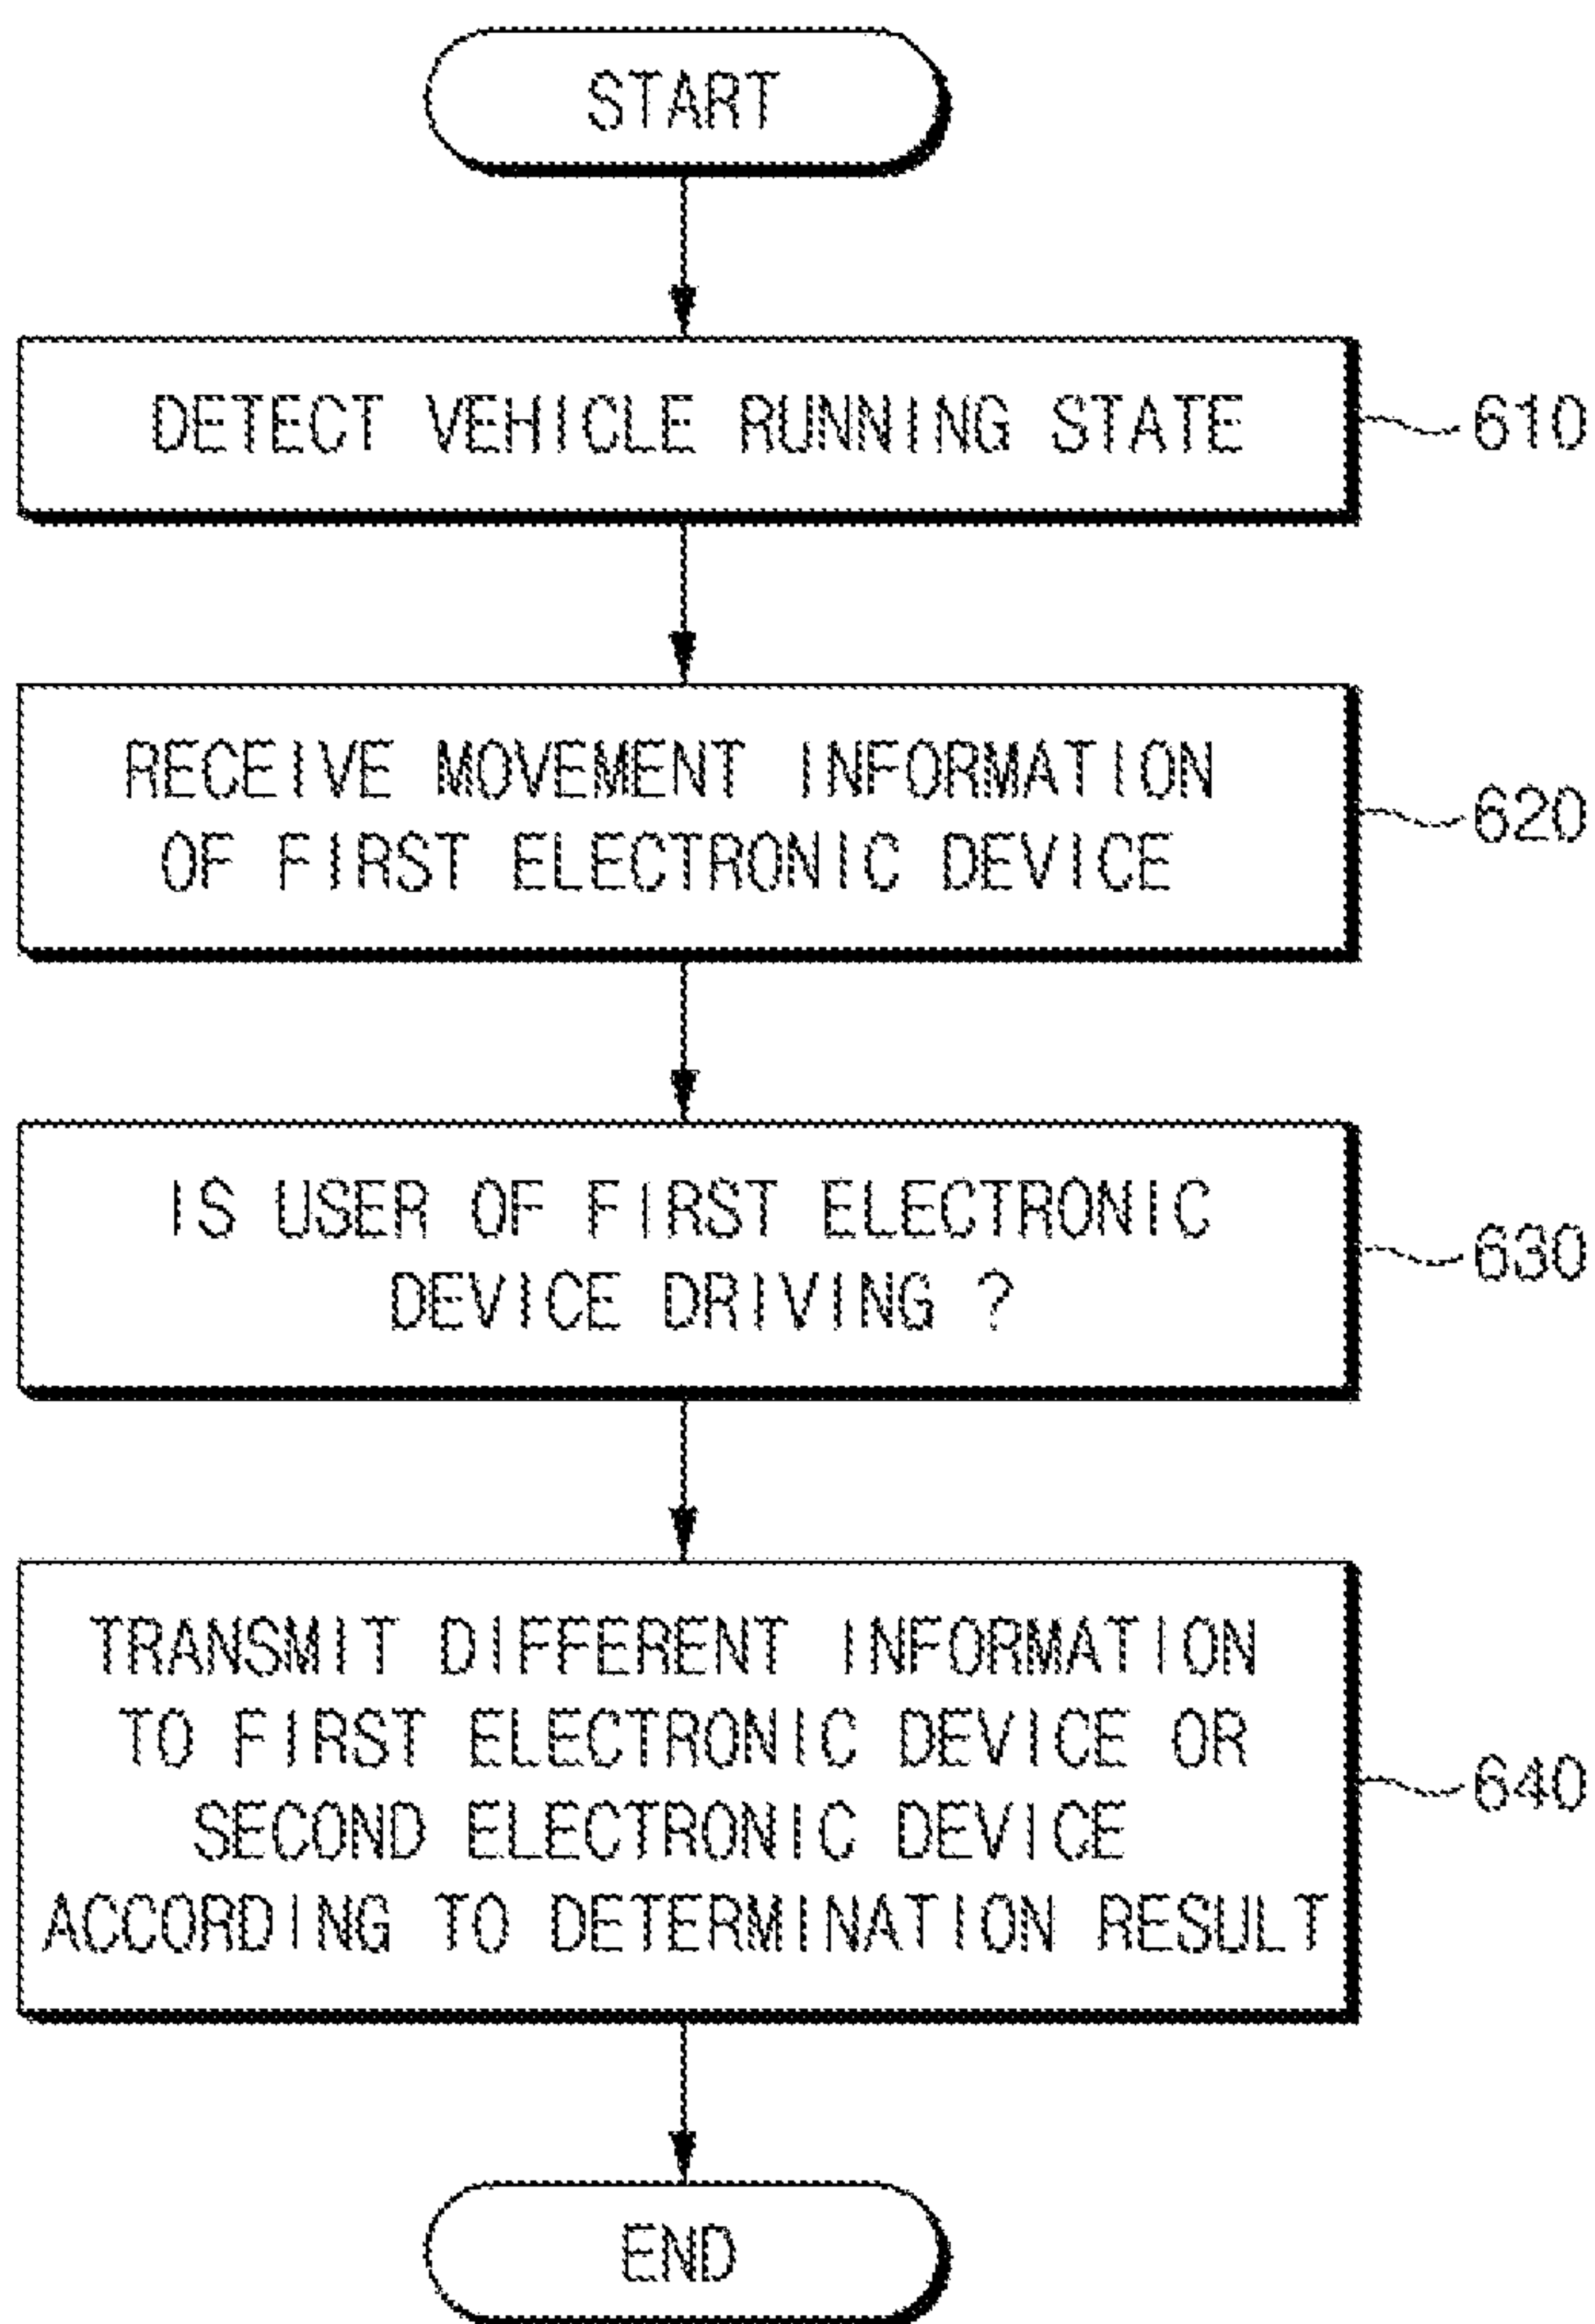 START
DETECT VEHICLE RUNNING STATE
610
RECEIVE MOVEMENT INFORMATION
OF FIRST ELECTRONIC DEVICE
620
IS USER OF FIRST ELECTRONIC
DEVICE DRIVING ?
630
TRANSMIT DIFFERENT INFORMATION
TO FIRST ELECTRONIC DEVICE OR
SECOND ELECTRONIC DEVICE
ACCORDING TO DETERMINATION RESULT
640
END